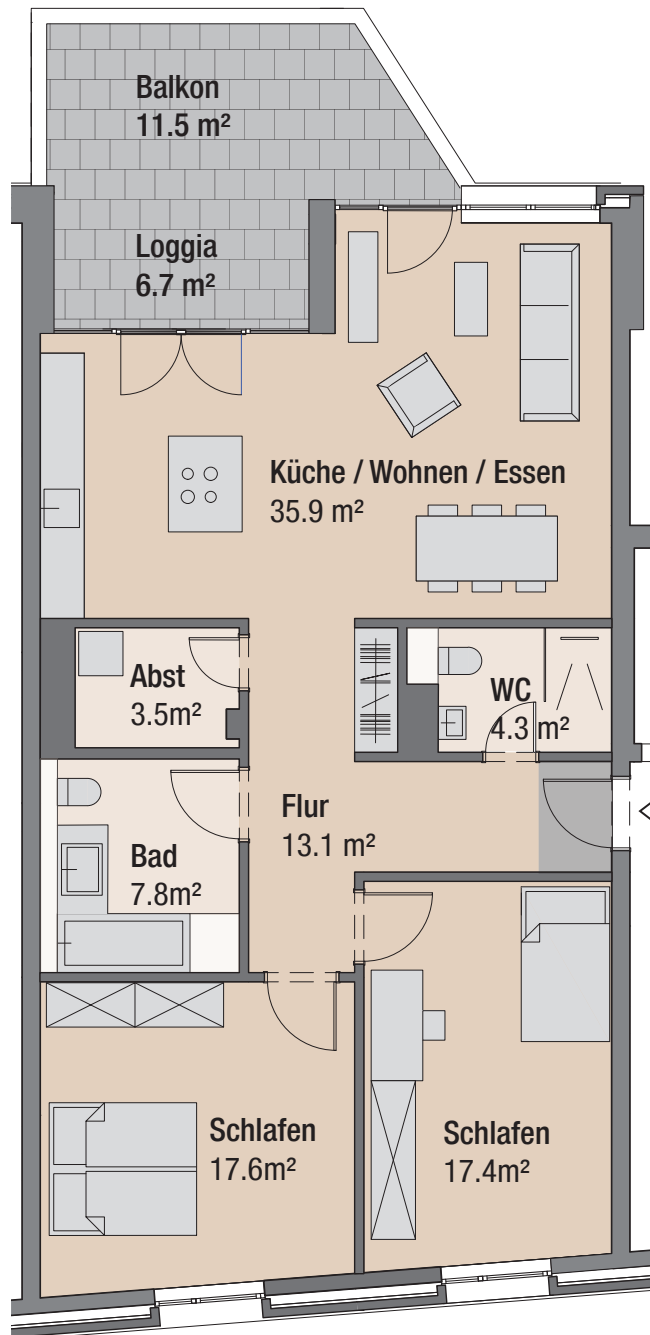 Balkon
11.5 m²
Loggia
6.7 m²
Küche / Wohnen / Essen
35.9 m²
Abst
3.5m²
WC
4.3 m²
Flur
13.1 m²
Bad
7.8m²
Schlafen
17.6m²
Schlafen
17.4m²